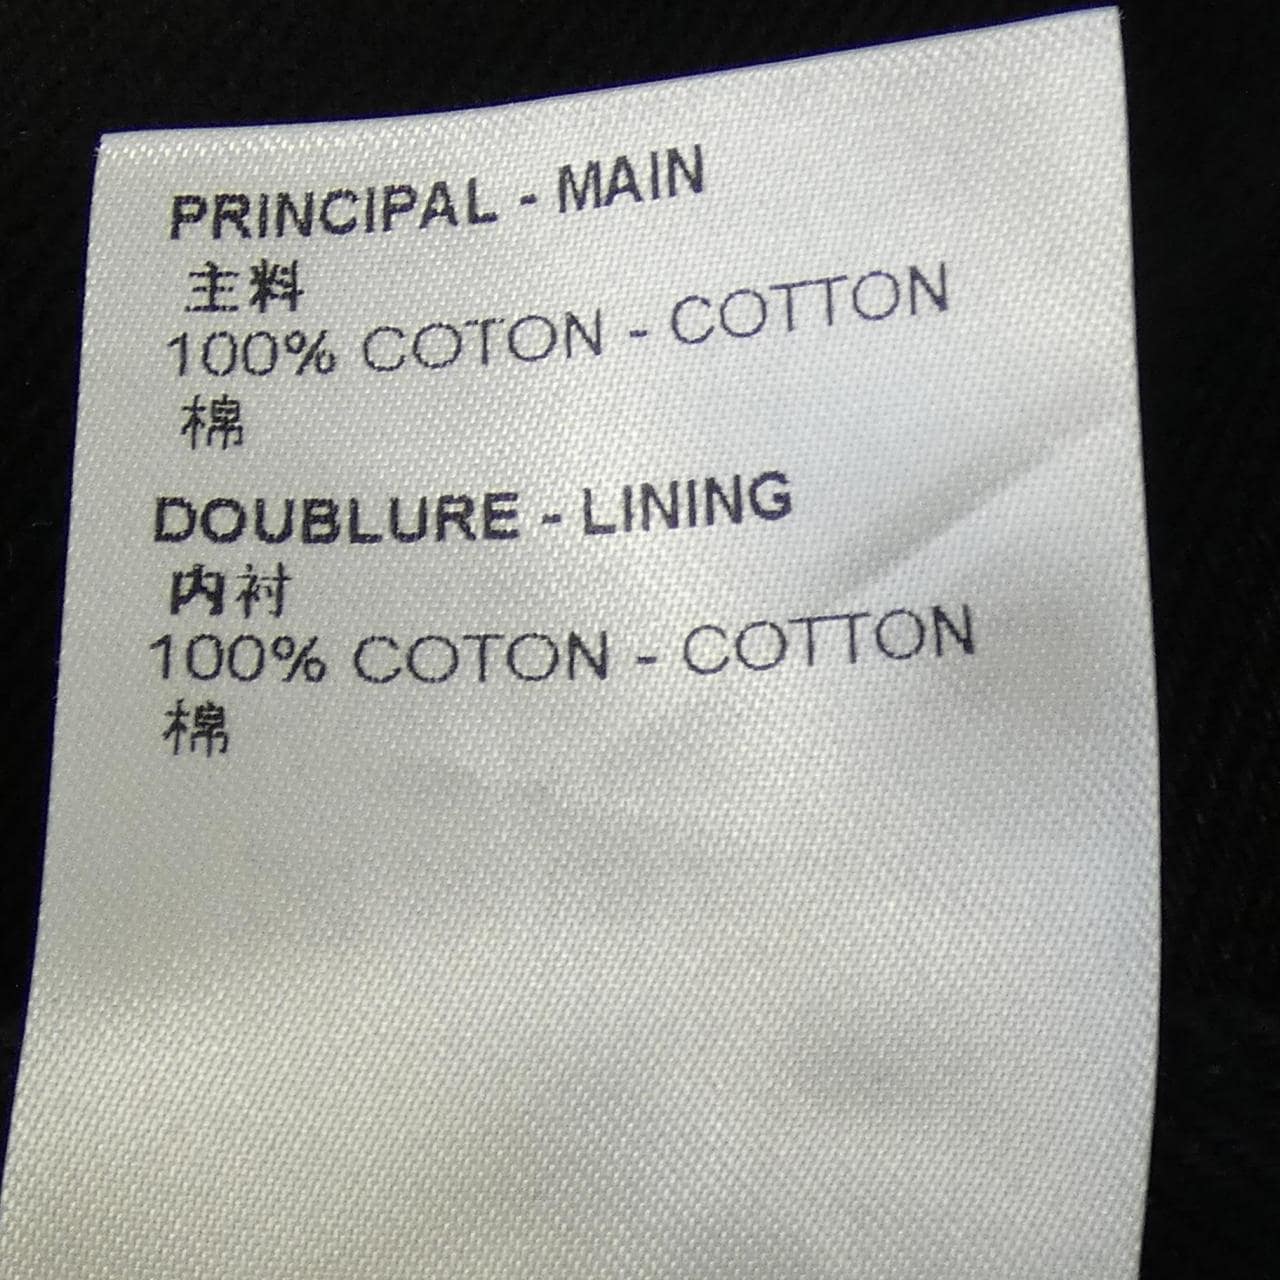 PRINCIPAL - MAIN
主料
100% COTON - COTTON
棉
DOUBLURE - LINING
内衬
100% COTON - COTTON
棉